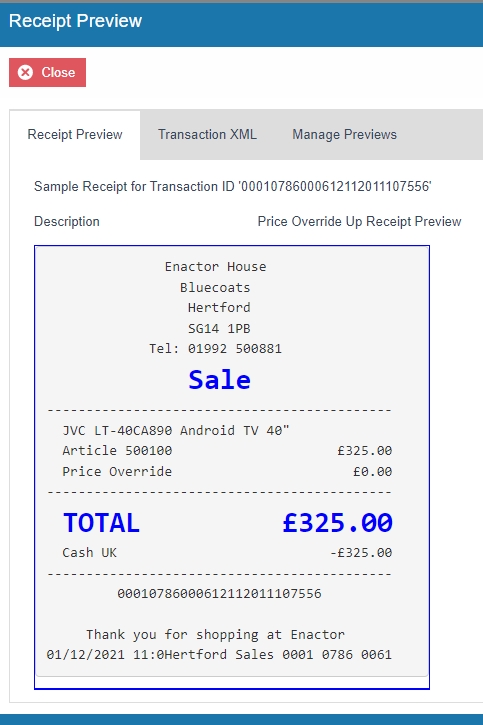 Receipt Preview
Close
Receipt Preview Transaction XML Manage Previews
Sample Receipt for Transaction ID '00010786000612112011107556'
Description Price Override Up Receipt Preview
Enactor House
Bluecoats
Hertford
SG14 1PB
Tel: 01992 500881
Sale
--------------------------------------------
JVC LT-40CA890 Android TV 40"
Article 500100 £325.00
Price Override £0.00
--------------------------------------------
TOTAL £325.00
Cash UK -£325.00
--------------------------------------------
00010786000612112011107556
Thank you for shopping at Enactor
01/12/2021 11:0Hertford Sales 0001 0786 0061